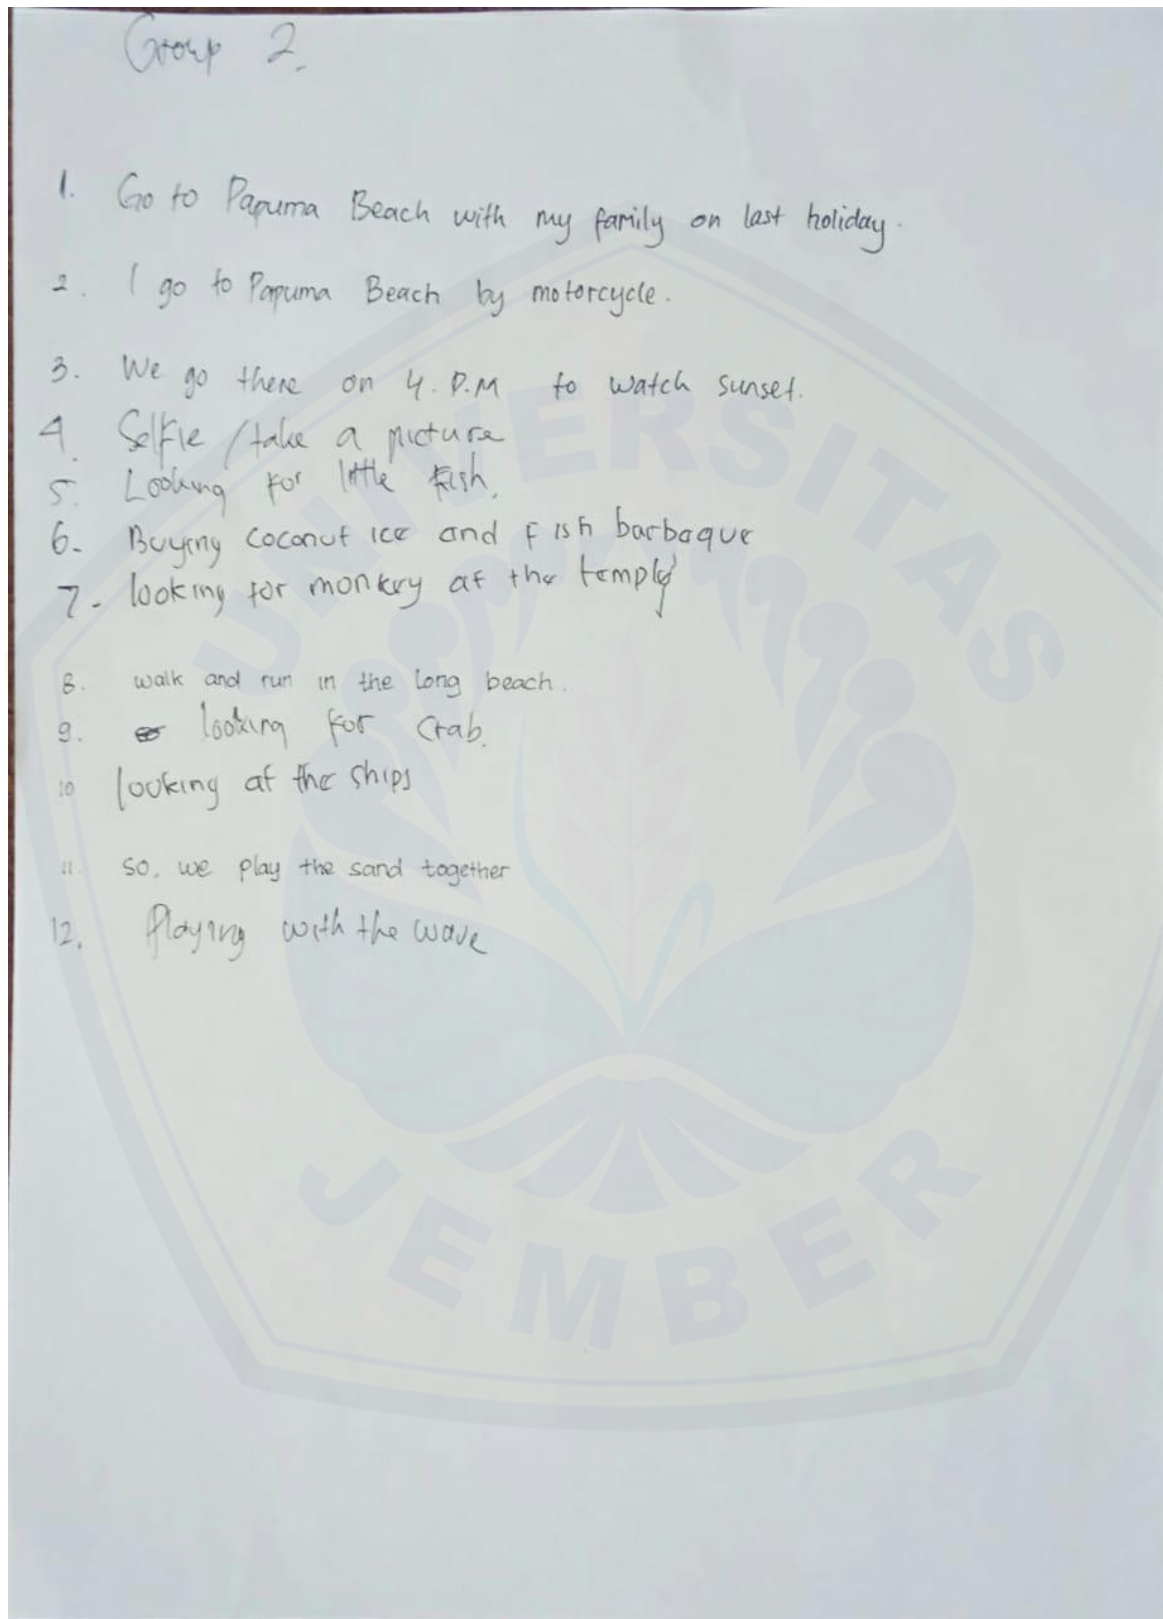 Group 2.
1. Go to Papuma Beach with my family on last holiday.
2. I go to Papuma Beach by motorcycle.
3. We go there on 4. P.M to watch sunset.
4. Selfie / take a picture
5. Looking for little fish.
6. Buying coconut ice and fish barbaque
7. looking for monkey at the temply
8. walk and run in the long beach.
9. looking for crab.
10 looking at the ships
11. so, we play the sand together
12. Playing with the wave
UNIVERSITAS
JEMBER